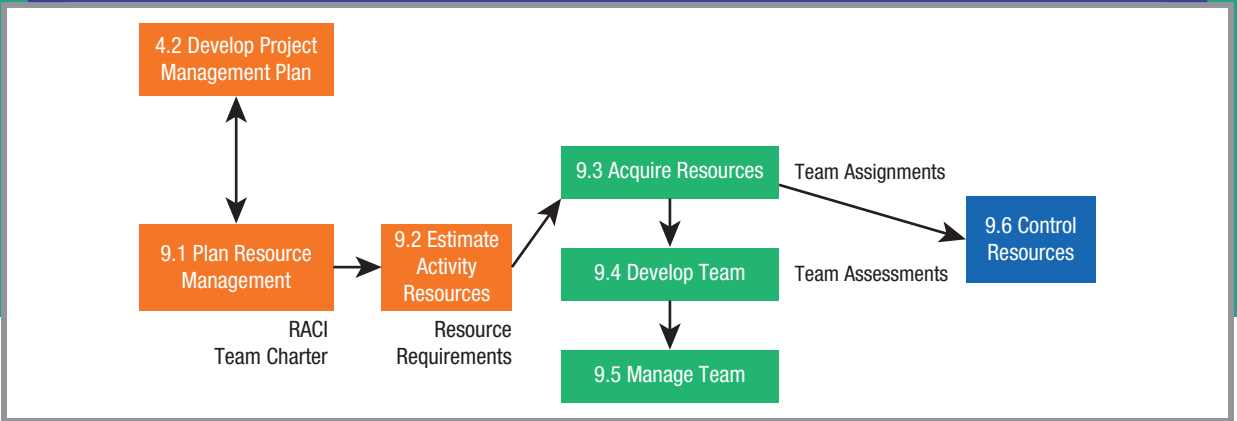 4.2 Develop Project
Management Plan
9.1 Plan Resource
Management
RACI
Team Charter
9.2 Estimate
Activity
Resources
Resource
Requirements
9.3 Acquire Resources
Team Assignments
9.4 Develop Team
Team Assessments
9.5 Manage Team
9.6 Control
Resources